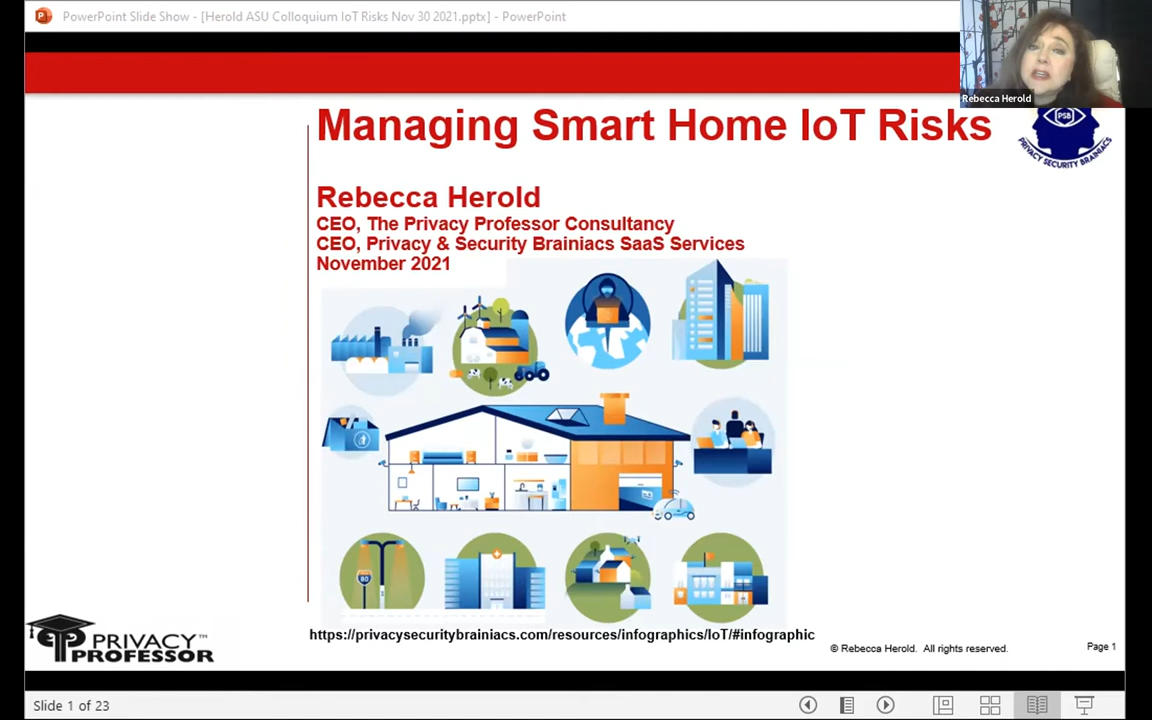 PowerPoint Slide Show - [Herold ASU Colloquium IoT Risks Nov 30 2021.pptx] - PowerPoint
Rebecca Herold
Managing Smart Home IoT Risks
PSB
PRIVACY SECURITY BRAINIACS
Rebecca Herold
CEO, The Privacy Professor Consultancy
CEO, Privacy & Security Brainiacs SaaS Services
November 2021
80
https://privacysecuritybrainiacs.com/resources/infographics/IoT/#infographic
PRIVACY™
PROFESSOR
© Rebecca Herold. All rights reserved.
Page 1
Slide 1 of 23